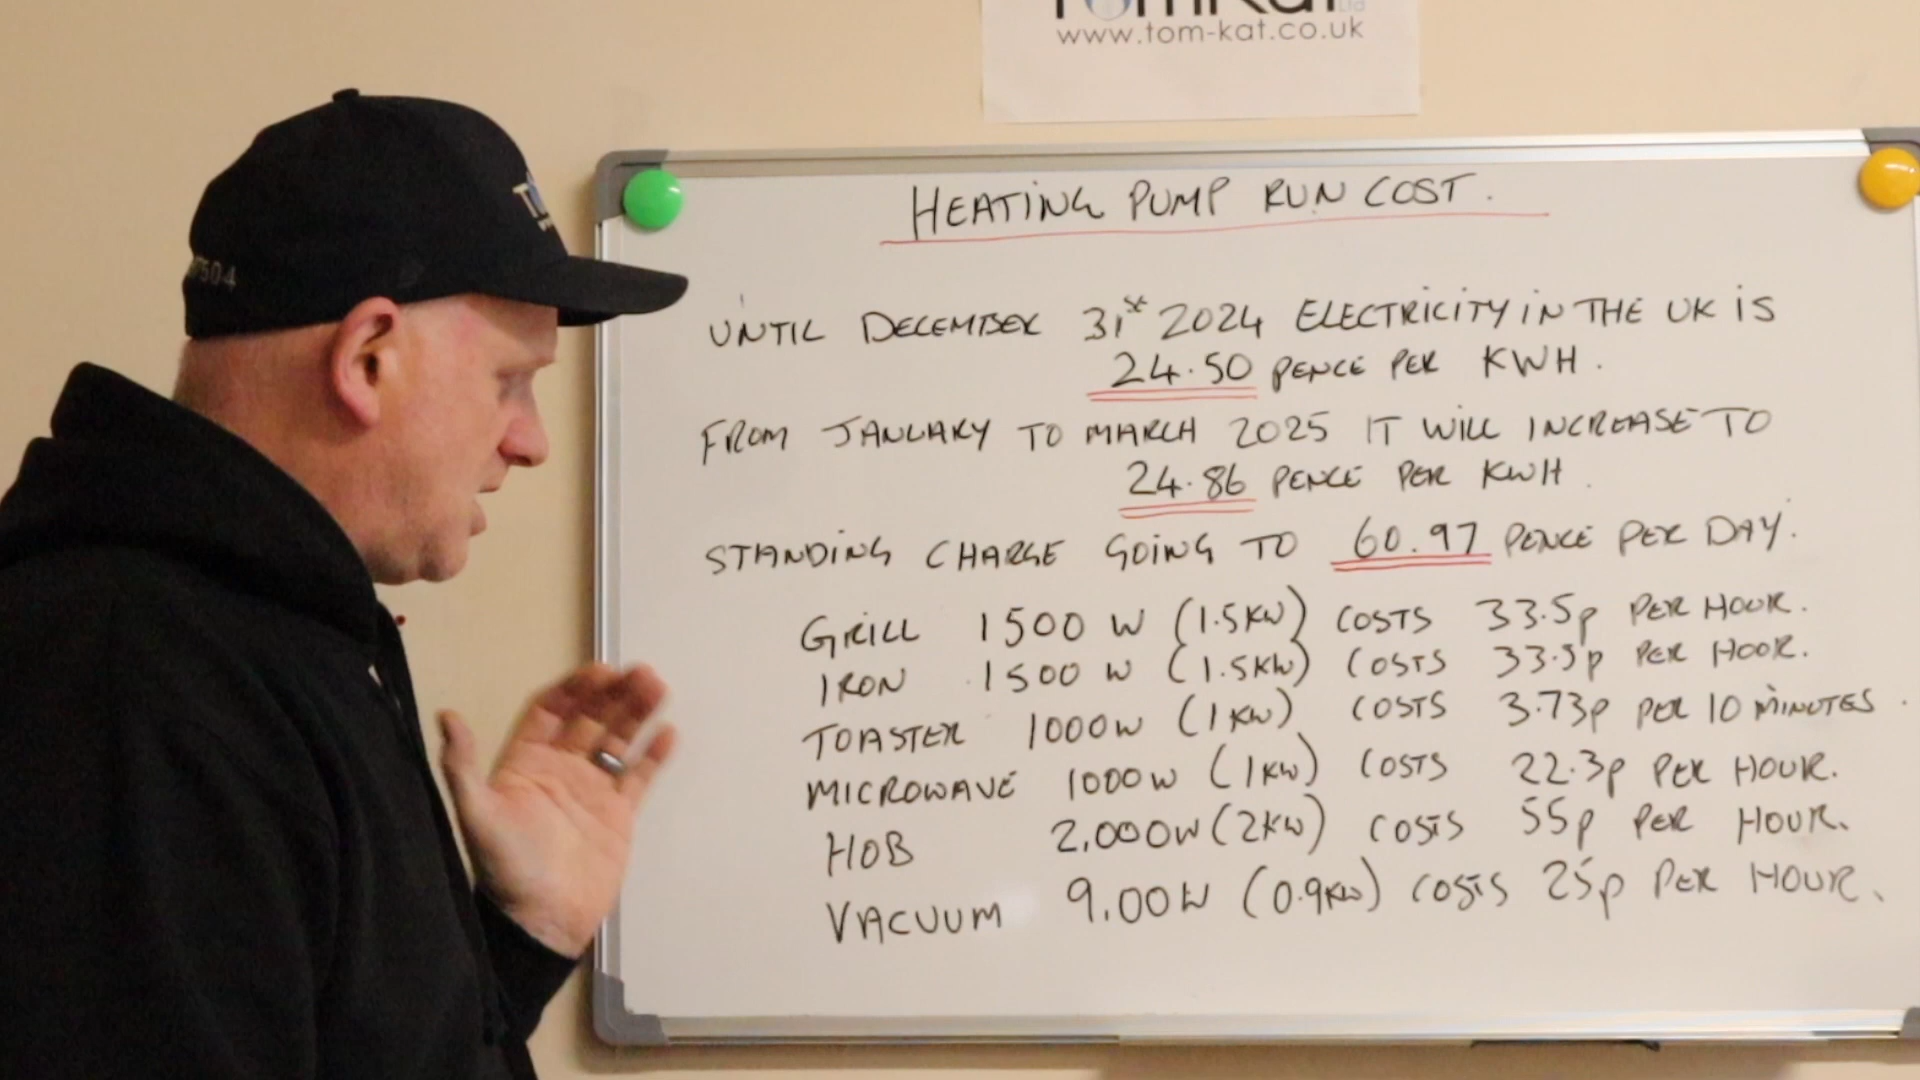 TomKat Ltd
www.tom-kat.co.uk
7504
HEATING PUMP RUN COST.
UNTIL DECEMBER 31st 2024 ELECTRICITY IN THE UK IS
24.50 PENCE PER KWH.
FROM JANUARY TO MARCH 2025 IT WILL INCREASE TO
24.86 PENCE PER KWH.
STANDING CHARGE GOING TO 60.97 PENCE PER DAY.
GRILL 1500 W (1.5KW) COSTS 33.5p PER HOUR.
IRON 1500 W (1.5KW) COSTS 33.5p PER HOUR.
TOASTER 1000W (1KW) COSTS 3.73p PER 10 MINUTES.
MICROWAVE 1000W (1KW) COSTS 22.3p PER HOUR.
HOB 2,000W (2KW) COSTS 55p PER HOUR.
VACUUM 9.00W (0.9KW) COSTS 25p PER HOUR.